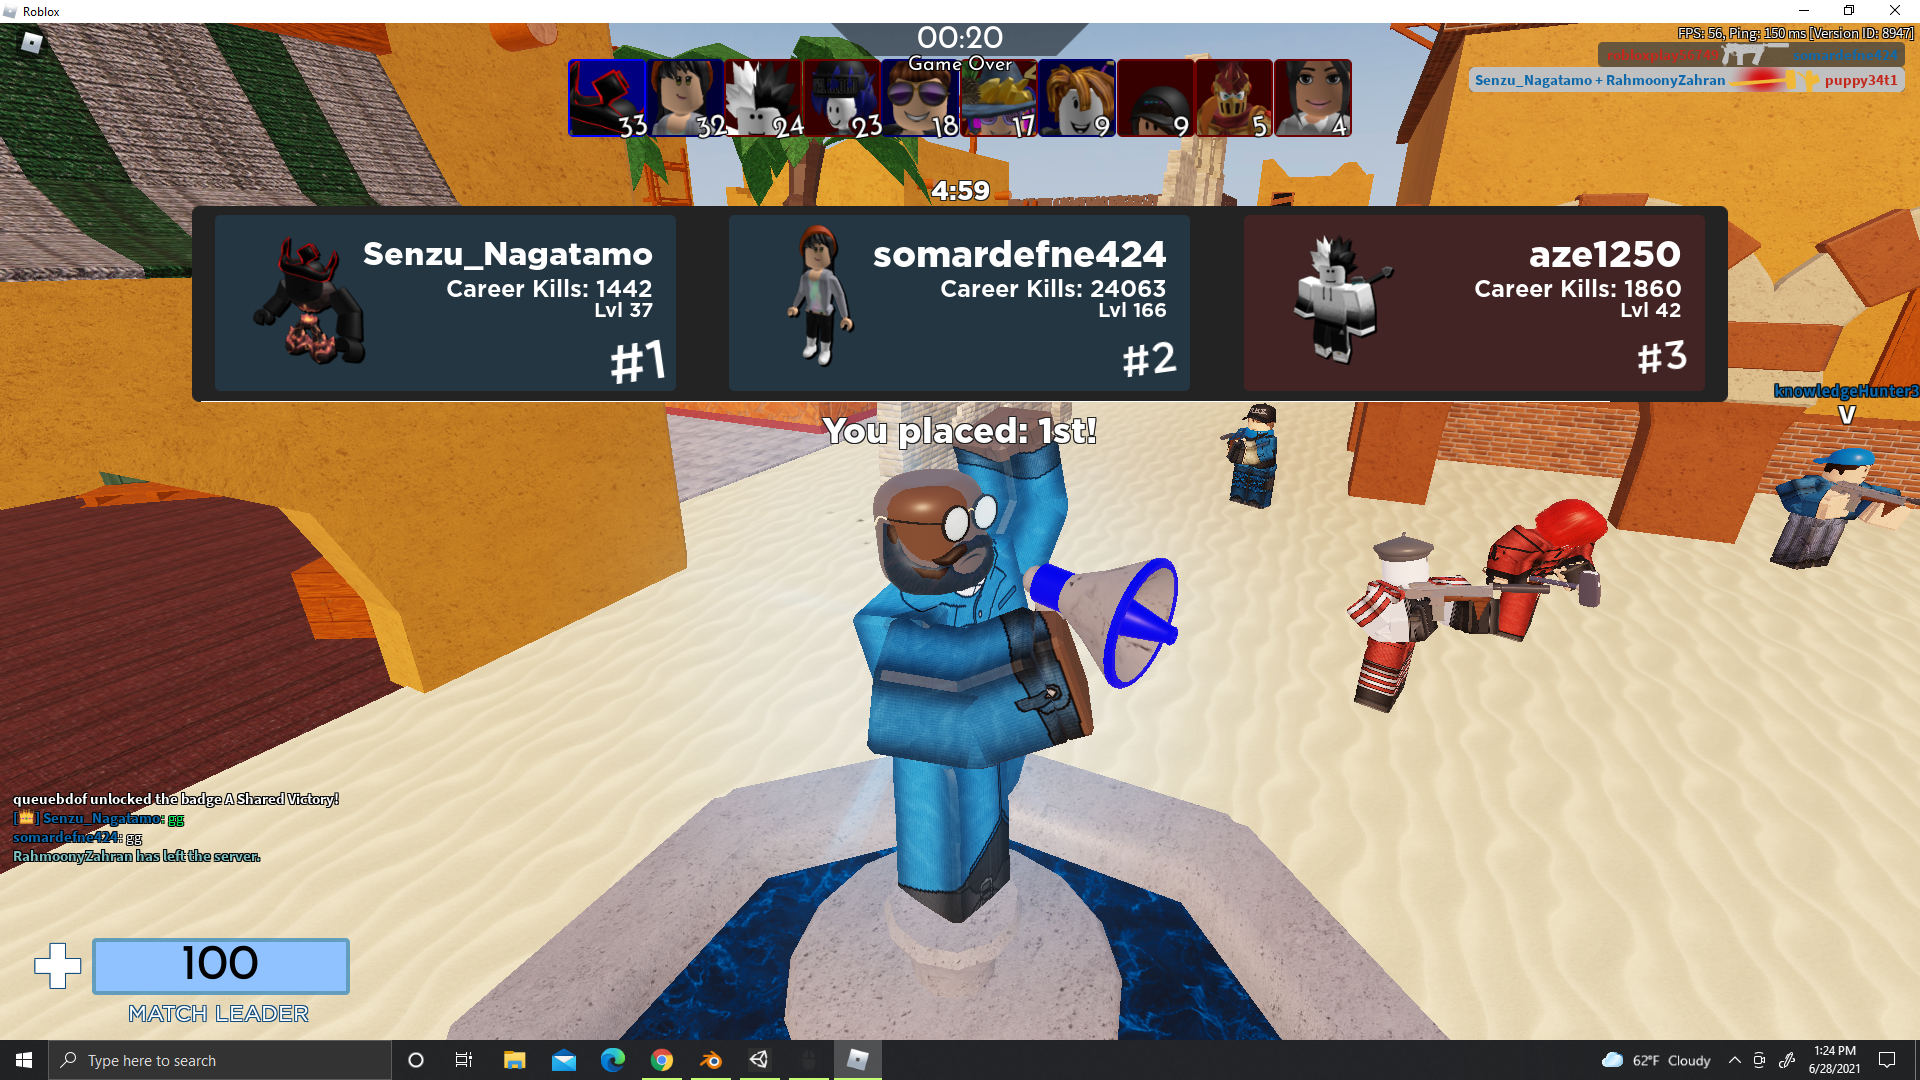 Roblox
00:20
Game Over
FPS: 56, Ping: 150 ms [Version ID: 8947]
somardefne424
Senzu_Nagatamo + RahmoonyZahran puppy34t1
33 32 24 23 18 17 9 9 5 4
4:59
Senzu_Nagatamo
Career Kills: 1442
Lvl 37
#1
somardefne424
Career Kills: 24063
Lvl 166
#2
aze1250
Career Kills: 1860
Lvl 42
#3
You placed: 1st!
knowledgeHunter3
V
queuebdof unlocked the badge A Shared Victory!
[👑] Senzu_Nagatamo: gg
somardefne424: gg
RahmoonyZahran has left the server.
100
MATCH LEADER
Type here to search
62°F Cloudy
1:24 PM
6/28/2021